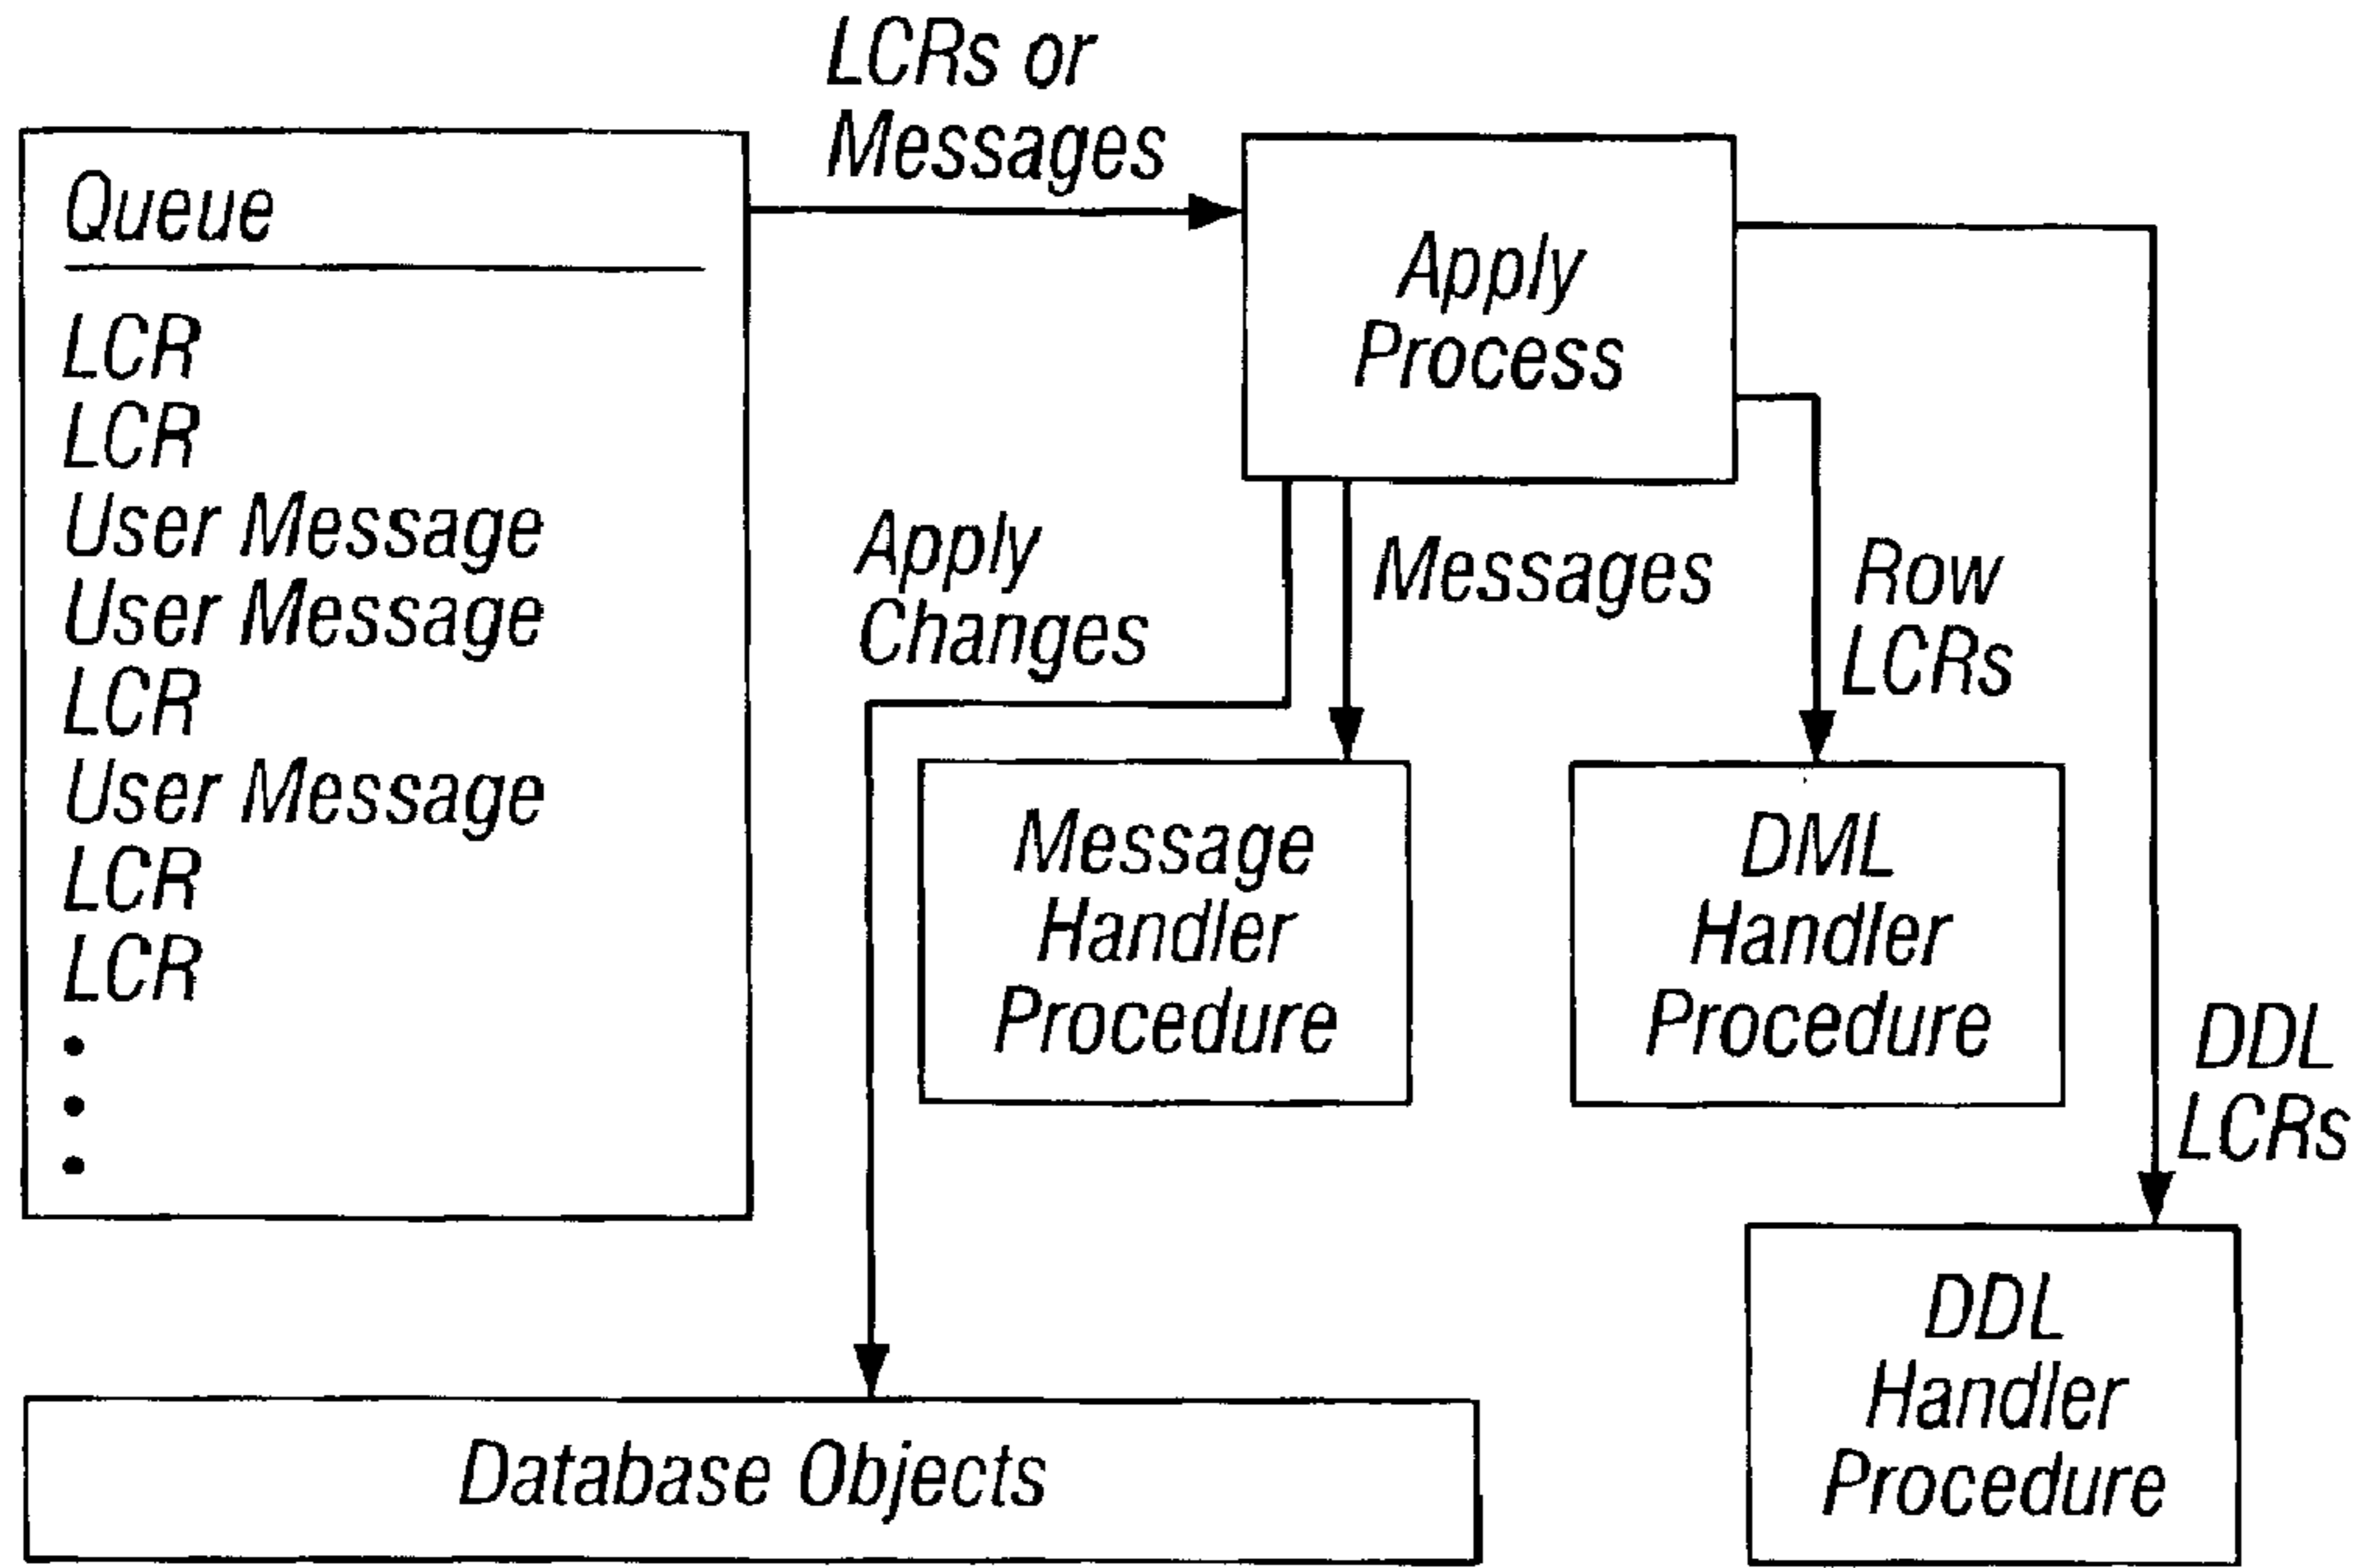 LCRs or
Messages
Queue
LCR
LCR
User Message
User Message
LCR
User Message
LCR
LCR
•
•
•
Apply
Process
Apply
Changes
Messages
Row
LCRs
DDL
LCRs
Message
Handler
Procedure
DML
Handler
Procedure
DDL
Handler
Procedure
Database Objects